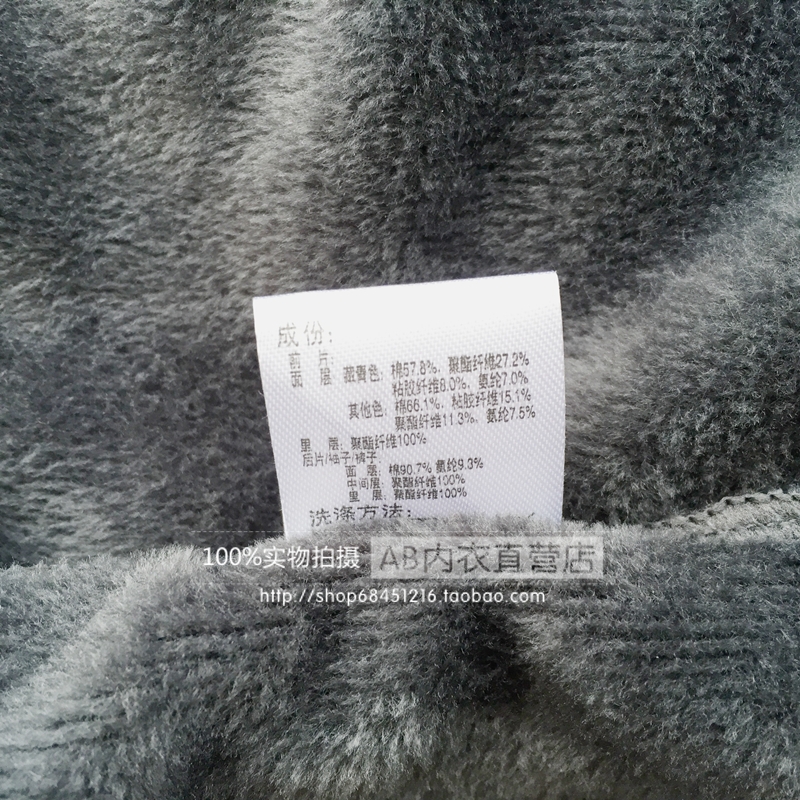 成份:
前 片:
面 层: 藏青色: 棉57.8%, 聚酯纤维27.2%
粘胶纤维8.0%, 氨纶7.0%
其他色: 棉66.1%, 粘胶纤维15.1%
聚酯纤维11.3%, 氨纶7.5%
里 层: 聚酯纤维100%
后片/袖子/裤子:
面 层: 棉90.7% 氨纶9.3%
中间层: 聚酯纤维100%
里 层: 聚酯纤维100%
洗涤方法:
100%实物拍摄 AB内衣直营店
http://shop68451216.taobao.com